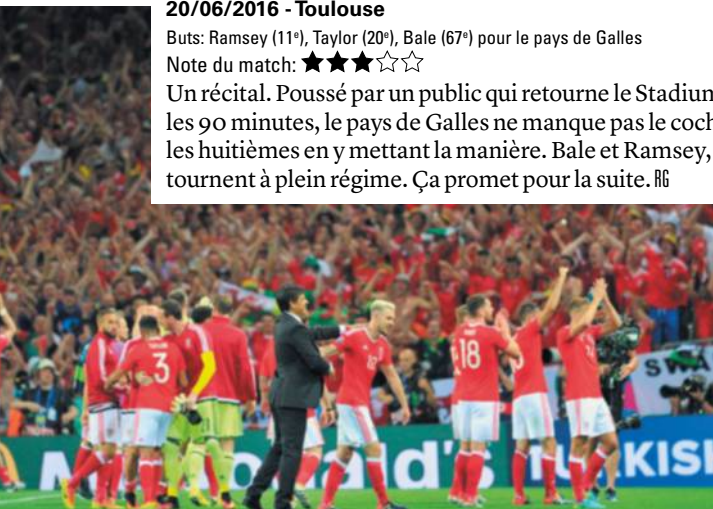 20/06/2016 - Toulouse
Buts: Ramsey (11e), Taylor (20e), Bale (67e) pour le pays de Galles
Note du match: ★★★☆☆
Un récital. Poussé par un public qui retourne le Stadium
les 90 minutes, le pays de Galles ne manque pas le coch
les huitièmes en y mettant la manière. Bale et Ramsey,
tournent à plein régime. Ça promet pour la suite. RG
3
18
SWA